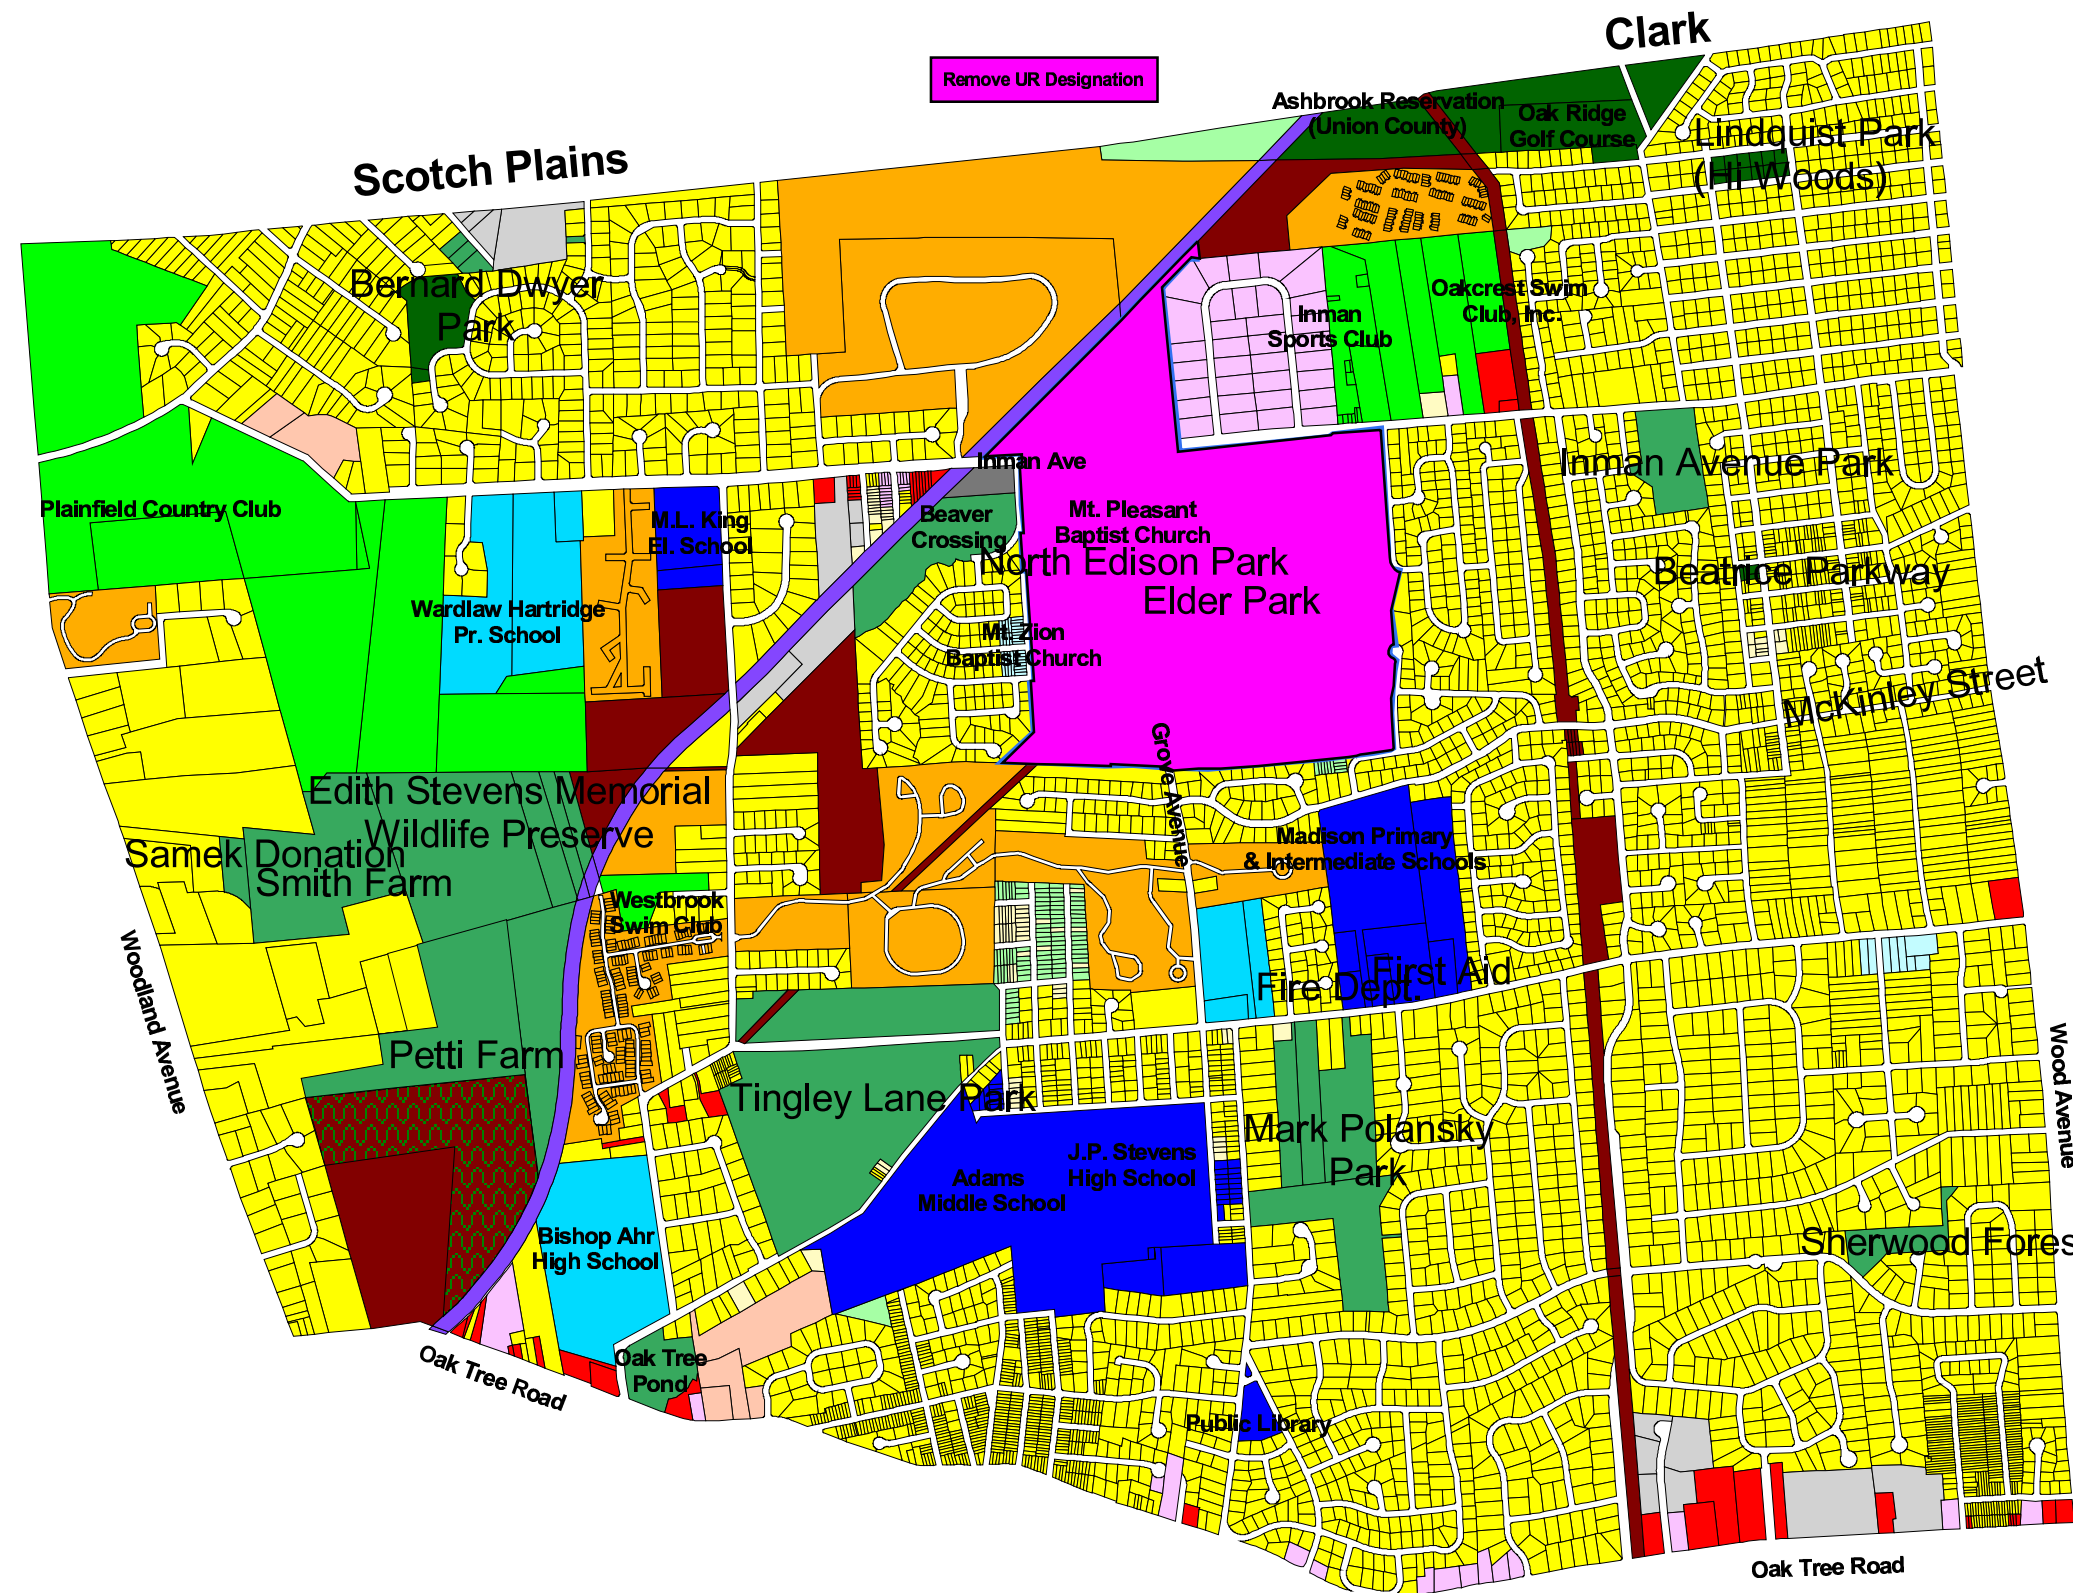 Clark
Remove UR Designation
Ashbrook Reservation
(Union County)
Oak Ridge
Golf Course
Lindquist Park
(Hi Woods)
Scotch Plains
Bernard Dwyer
Park
Oakcrest Swim
Club, Inc.
Inman
Sports Club
Inman Ave
Inman Avenue Park
Plainfield Country Club
M.L. King
El. School
Beaver
Crossing
Mt. Pleasant
Baptist Church
North Edison Park
Elder Park
Beatrice Parkway
Wardlaw Hartridge
Pr. School
Mt. Zion
Baptist Church
McKinley Street
Grove Avenue
Edith Stevens Memorial
Wildlife Preserve
Samek Donation
Smith Farm
Madison Primary
& Intermediate Schools
Westbrook
Swim Club
Woodland Avenue
First Aid
Fire Dept.
Petti Farm
Tingley Lane Park
Mark Polansky
Park
Wood Avenue
J.P. Stevens
High School
Adams
Middle School
Bishop Ahr
High School
Sherwood Fores
Oak Tree Road
Oak Tree
Pond
Public Library
Oak Tree Road